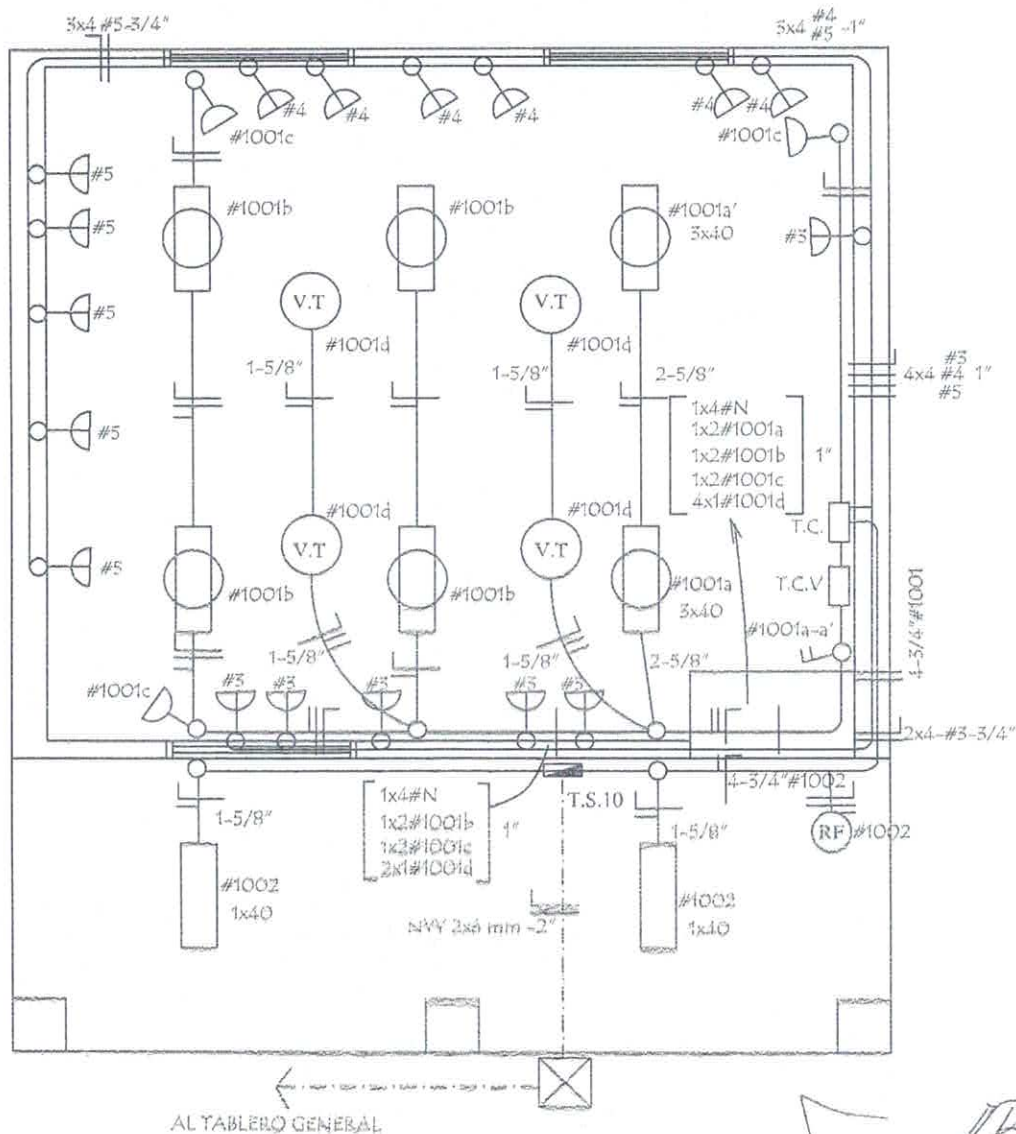 3x4 #5-3/4"
3x4 #4
#5 -1"
#1001c
#4
#4
#4
#4
#4
#4
#1001c
#5
#5
#5
#5
#5
#1001b
#1001b
#1001a'
3x40
#3
V.T
#1001d
V.T
#1001d
1-5/8"
1-5/8"
2-5/8"
#3
4x4 #4 1"
#5
1x4#N
1x2#1001a
1x2#1001b
1x2#1001c
4x1#1001d
1"
V.T
#1001d
V.T
#1001d
T.C.
T.C.V
#1001b
#1001b
#1001a
3x40
#1001a-a'
4-3/4"#1001
1-5/8"
1-5/8"
2-5/8"
#1001c
#3
#3
#3
#3
#3
2x4-#3-3/4"
4-3/4"#1002
T.S.10
1x4#N
1x2#1001b
1x2#1001c
2x1#1001d
1"
1-5/8"
1-5/8"
RF
#1002
#1002
1x40
#1002
1x40
NYY 2x6 mm -2"
AL TABLERO GENERAL